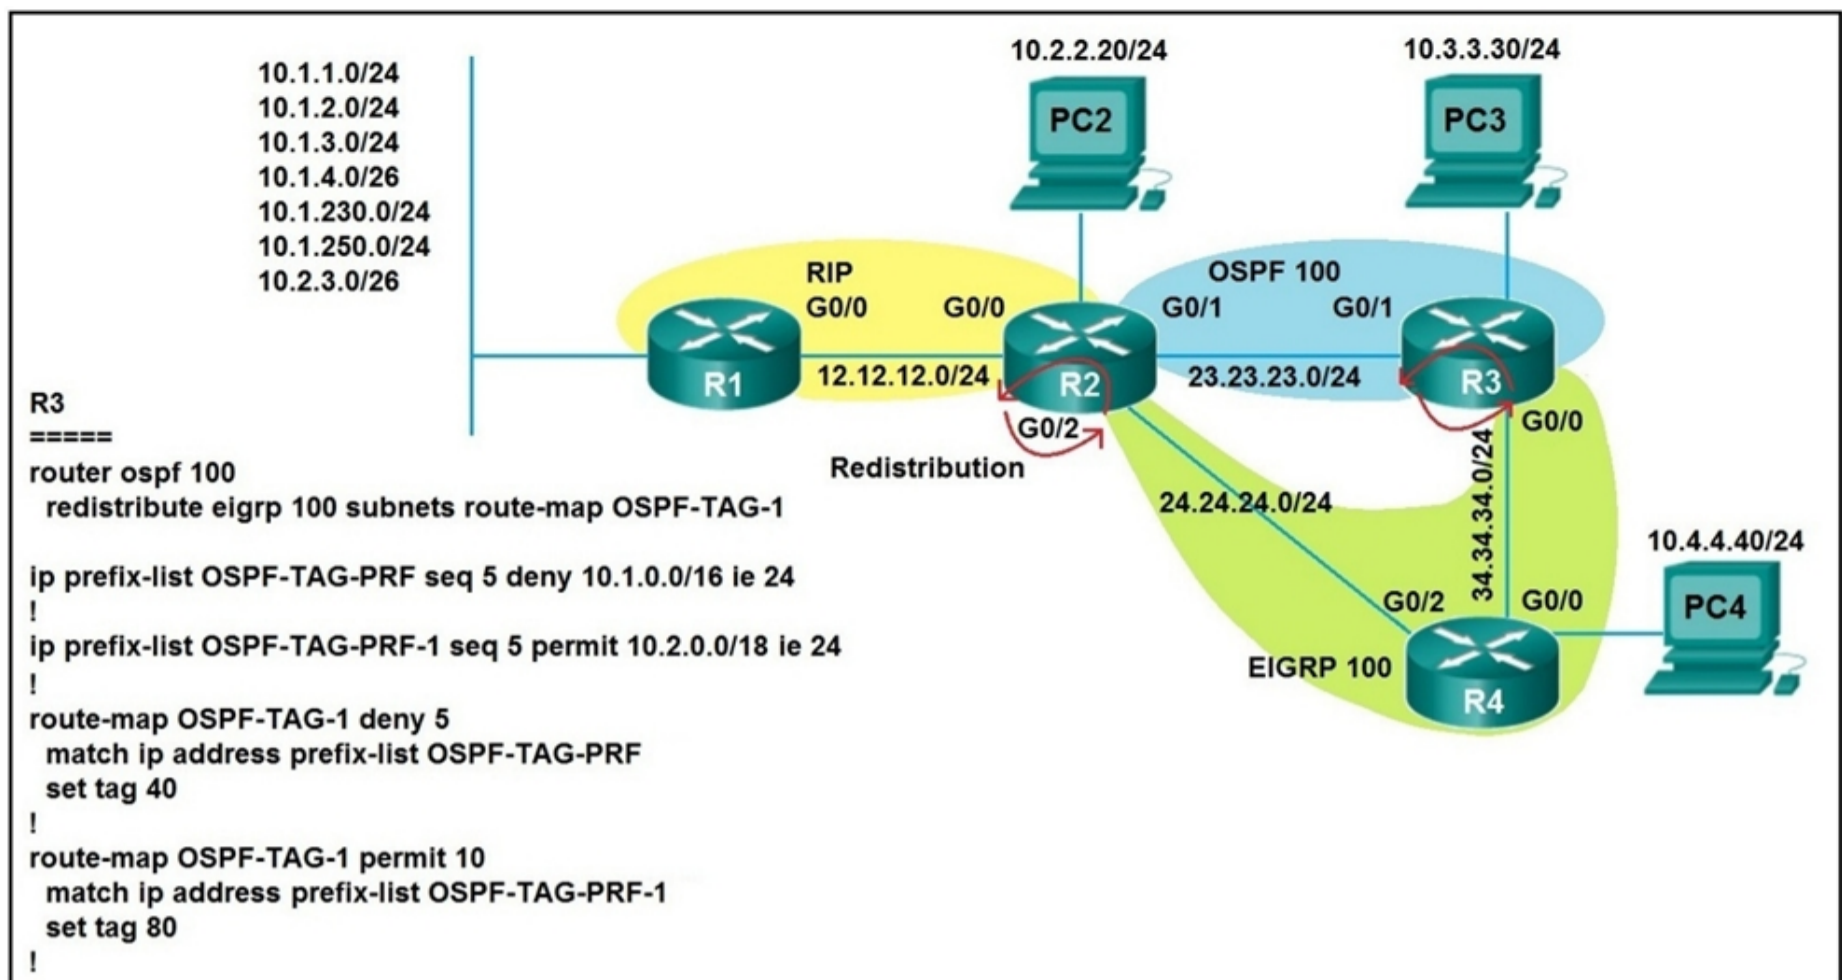 10.1.1.0/24
10.1.2.0/24
10.1.3.0/24
10.1.4.0/26
10.1.230.0/24
10.1.250.0/24
10.2.3.0/26
10.2.2.20/24
10.3.3.30/24
PC2
PC3
RIP
OSPF 100
G0/0
G0/0
G0/1
G0/1
R1
12.12.12.0/24
R2
23.23.23.0/24
R3
G0/2
G0/0
Redistribution
24.24.24.0/24
34.34.34.0/24
10.4.4.40/24
G0/2
G0/0
PC4
EIGRP 100
R4
R3
=====
router ospf 100
redistribute eigrp 100 subnets route-map OSPF-TAG-1
ip prefix-list OSPF-TAG-PRF seq 5 deny 10.1.0.0/16 ie 24
!
ip prefix-list OSPF-TAG-PRF-1 seq 5 permit 10.2.0.0/18 ie 24
!
route-map OSPF-TAG-1 deny 5
match ip address prefix-list OSPF-TAG-PRF
set tag 40
!
route-map OSPF-TAG-1 permit 10
match ip address prefix-list OSPF-TAG-PRF-1
set tag 80
!